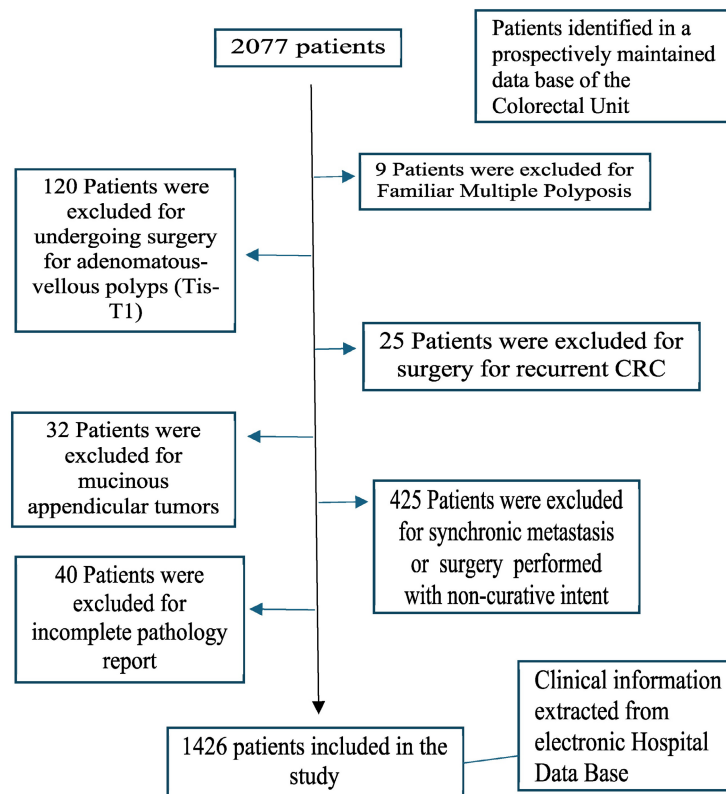 2077 patients
Patients identified in a
prospectively maintained
data base of the
Colorectal Unit
9 Patients were excluded for
Familiar Multiple Polyposis
120 Patients were
excluded for
undergoing surgery
for adenomatous-
vellous polyps (Tis-
T1)
25 Patients were excluded for
surgery for recurrent CRC
32 Patients were
excluded for
mucinous
appendicular tumors
425 Patients were excluded
for synchronic metastasis
or surgery performed
with non-curative intent
40 Patients were
excluded for
incomplete pathology
report
1426 patients included in the
study
Clinical information
extracted from
electronic Hospital
Data Base